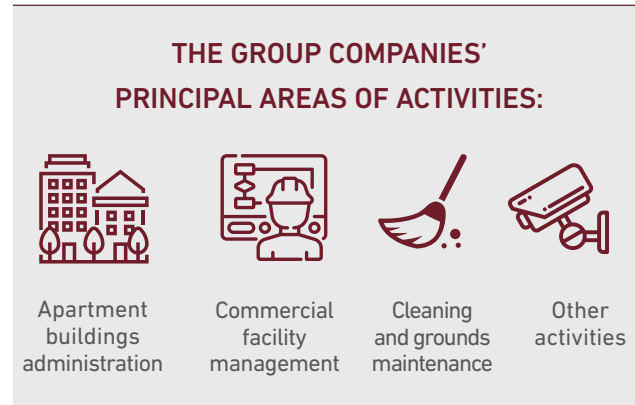 THE GROUP COMPANIES'
PRINCIPAL AREAS OF ACTIVITIES:
Apartment
buildings
administration
Commercial
facility
management
Cleaning
and grounds
maintenance
Other
activities